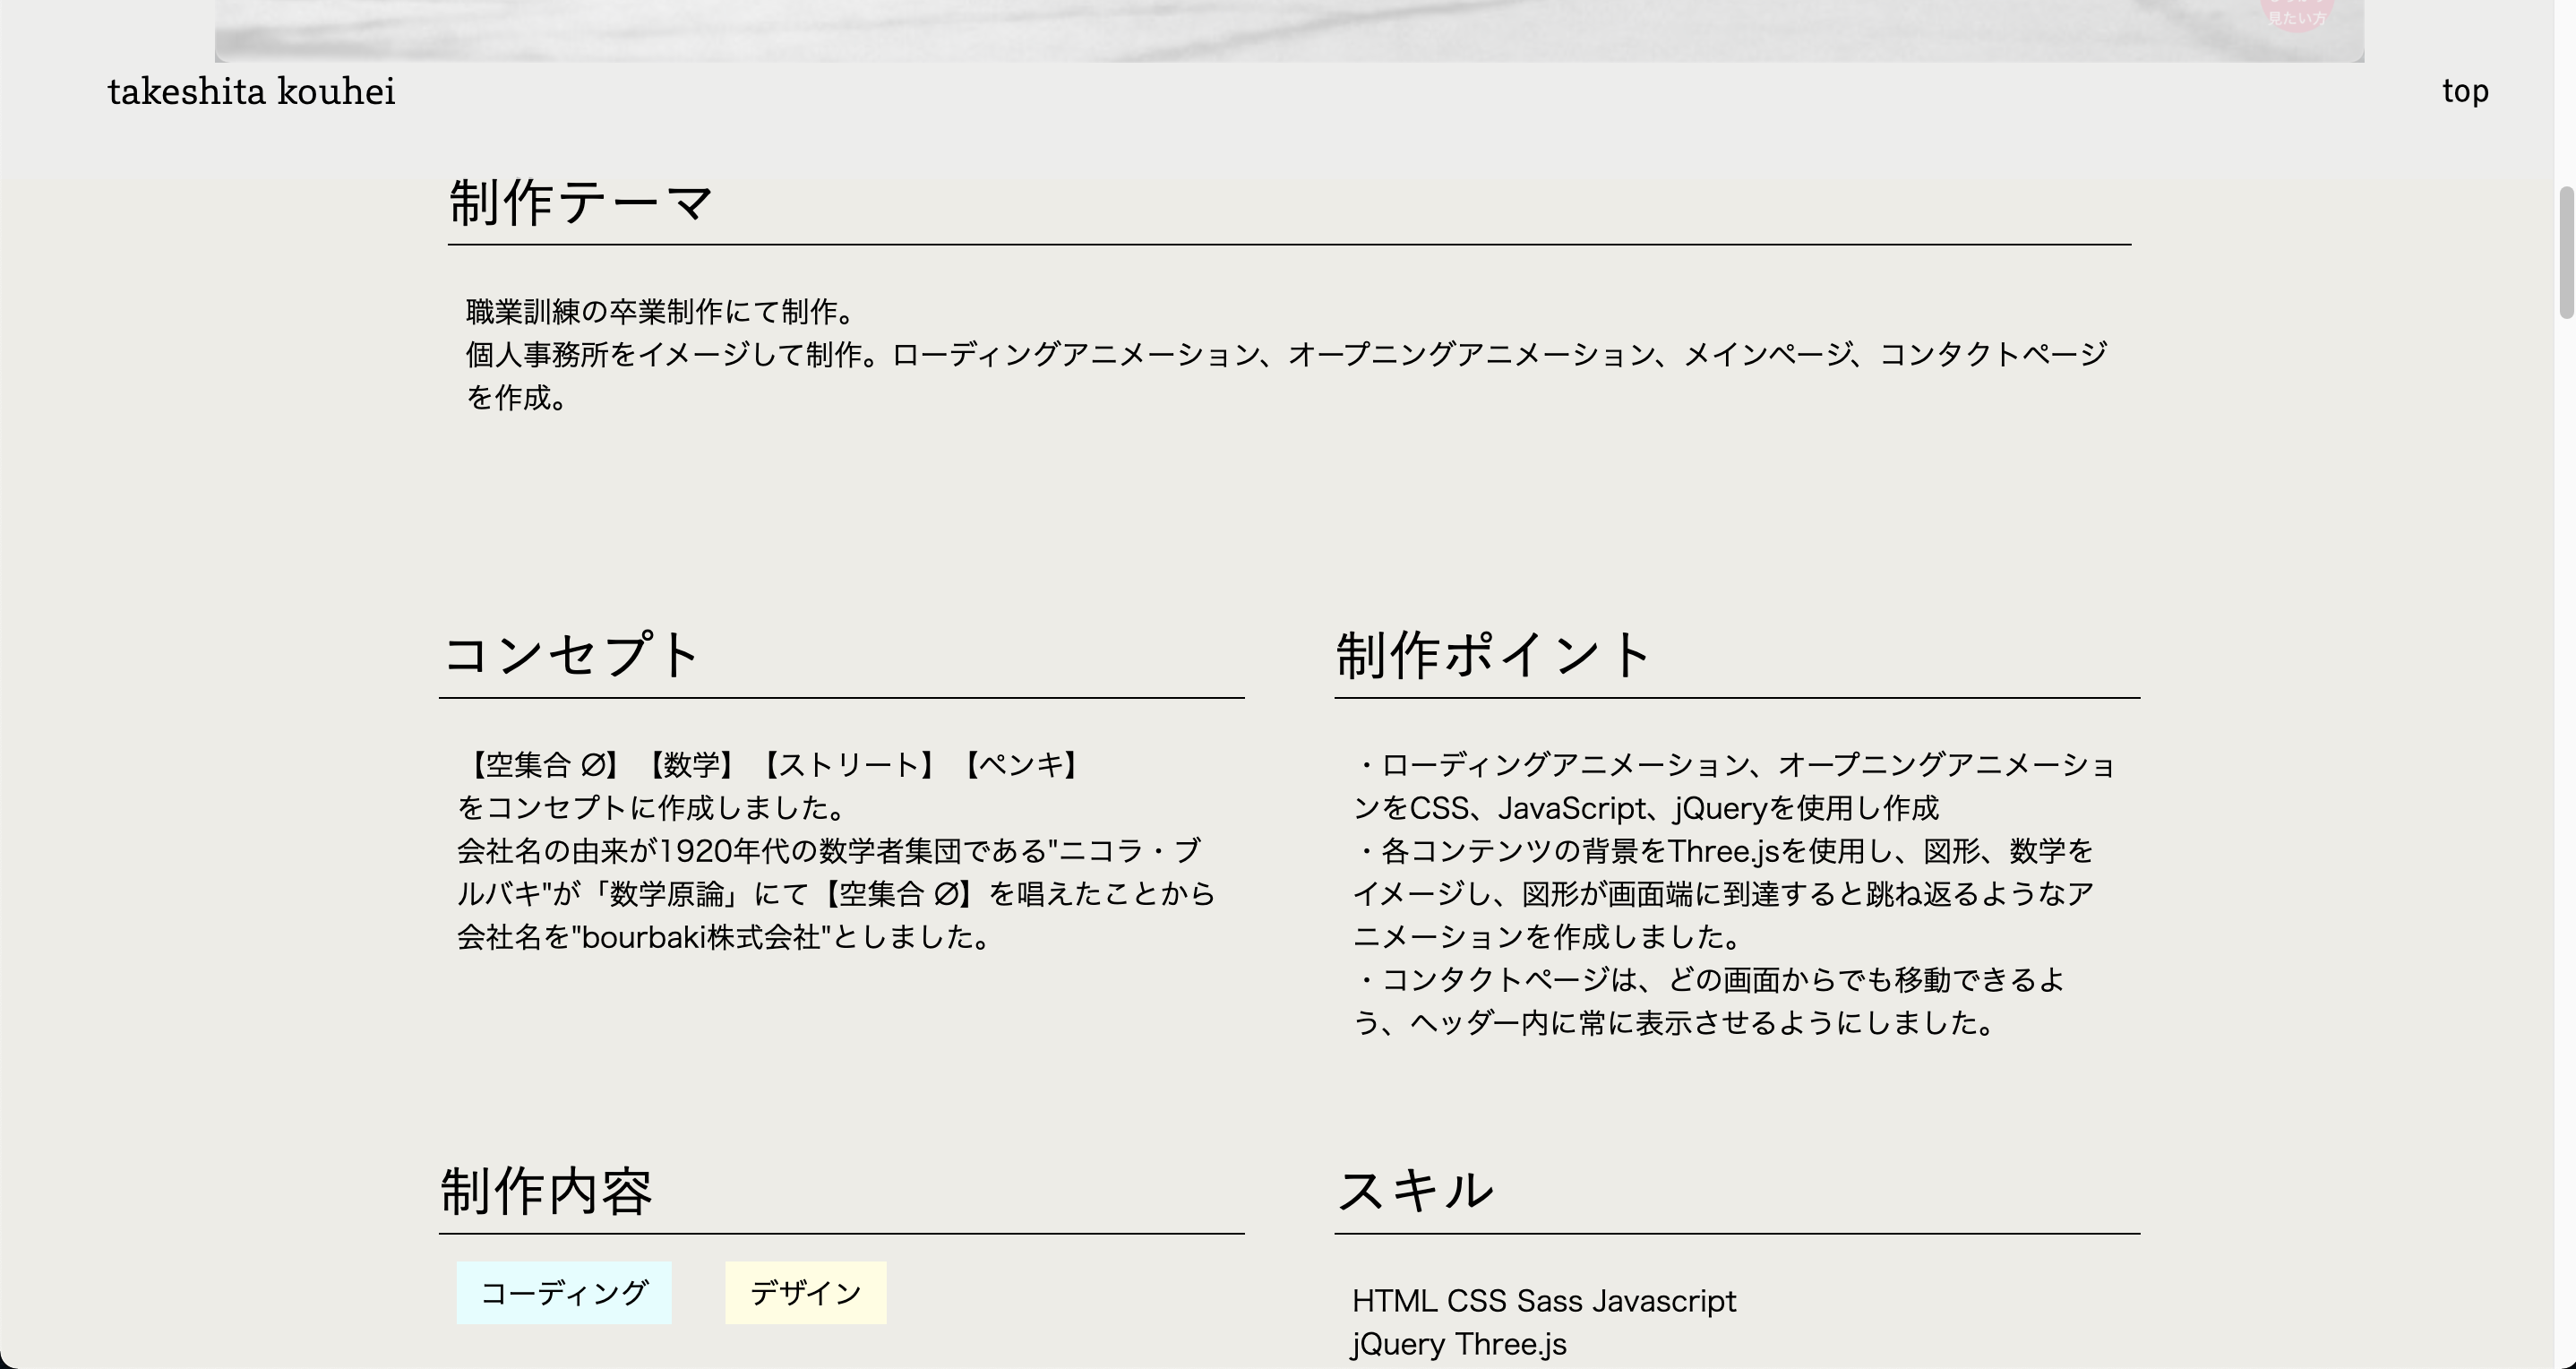 見たい方
takeshita kouhei
top
制作テーマ
職業訓練の卒業制作にて制作。
個人事務所をイメージして制作。ローディングアニメーション、オープニングアニメーション、メインページ、コンタクトページ
を作成。
コンセプト
【空集合 ∅】【数学】【ストリート】【ペンキ】
をコンセプトに作成しました。
会社名の由来が1920年代の数学者集団である"ニコラ・ブ
ルバキ"が「数学原論」にて【空集合 ∅】を唱えたことから
会社名を"bourbaki株式会社"としました。
制作ポイント
・ローディングアニメーション、オープニングアニメーショ
ンをCSS、JavaScript、jQueryを使用し作成
・各コンテンツの背景をThree.jsを使用し、図形、数学を
イメージし、図形が画面端に到達すると跳ね返るようなア
ニメーションを作成しました。
・コンタクトページは、どの画面からでも移動できるよ
う、ヘッダー内に常に表示させるようにしました。
制作内容
コーディング
デザイン
スキル
HTML CSS Sass Javascript
jQuery Three.js